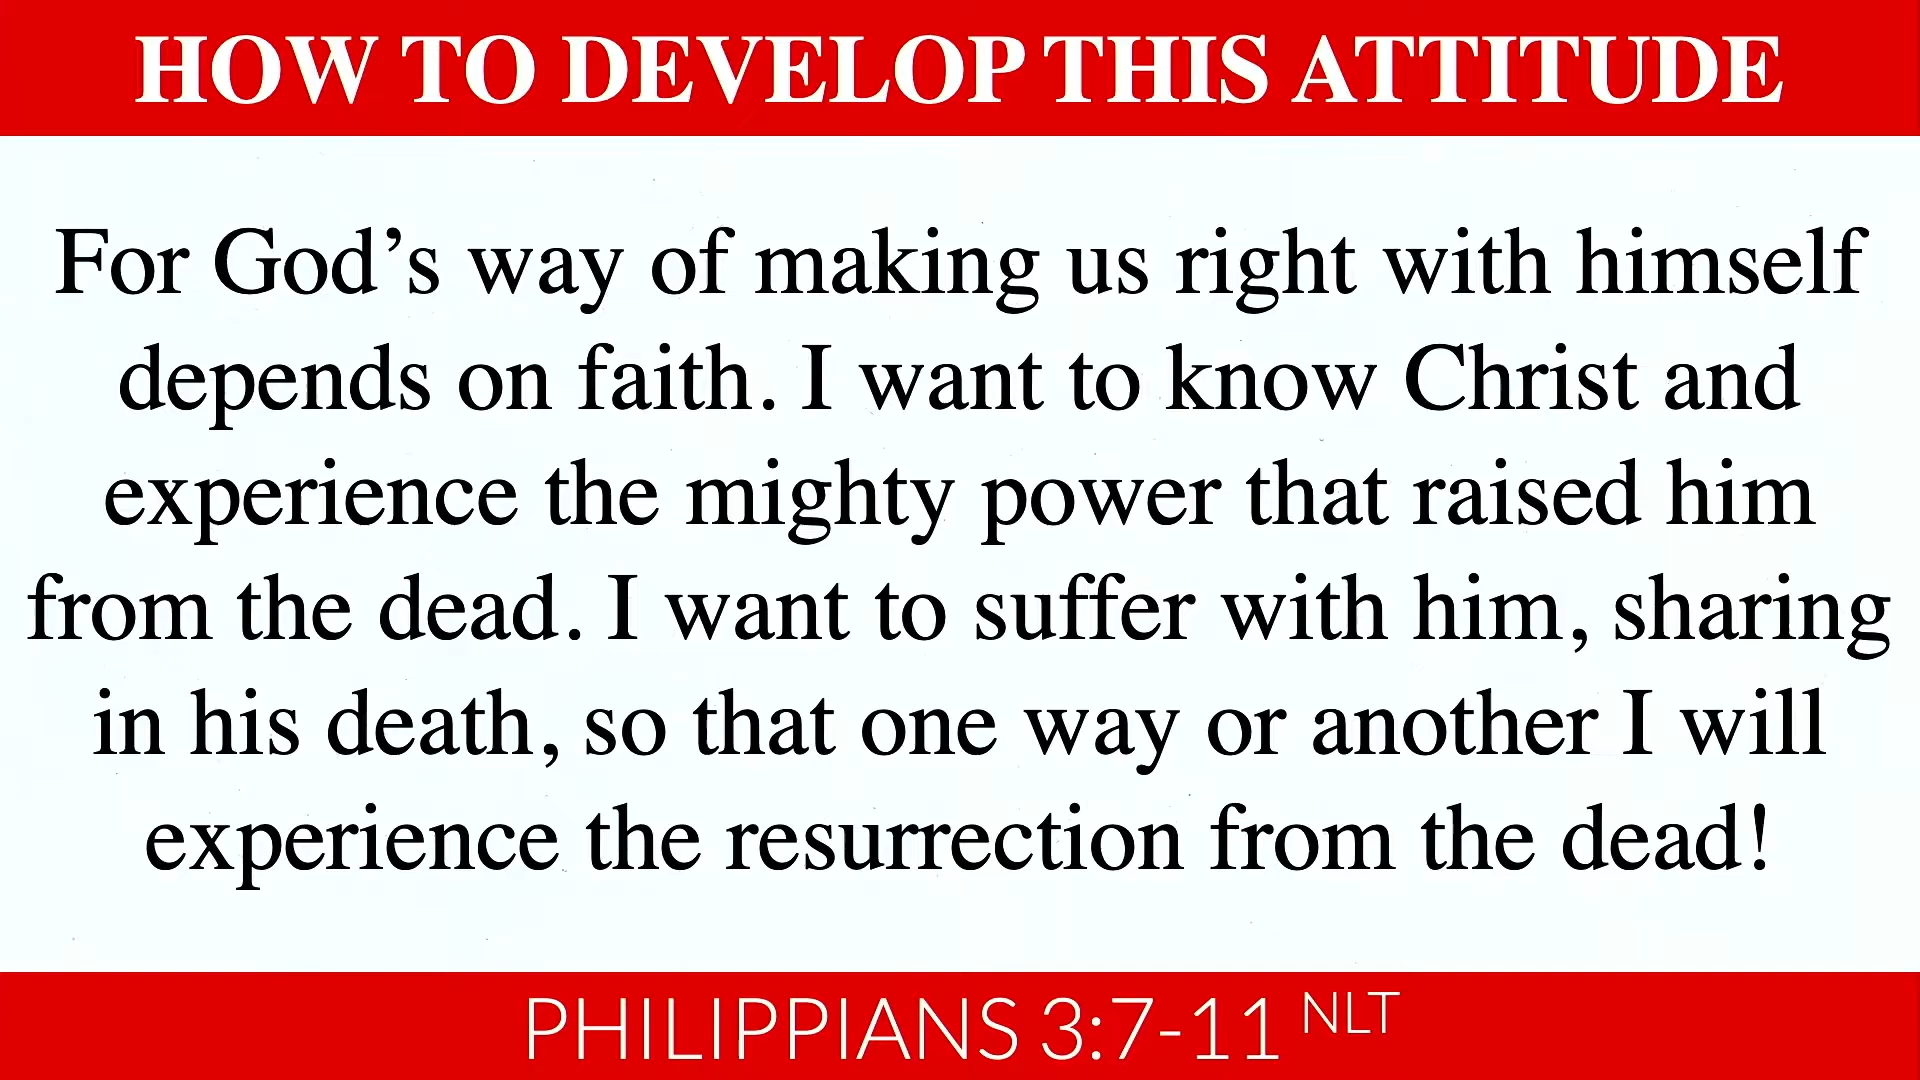 HOW TO DEVELOP THIS ATTITUDE
For God’s way of making us right with himself
depends on faith. I want to know Christ and
experience the mighty power that raised him
from the dead. I want to suffer with him, sharing
in his death, so that one way or another I will
experience the resurrection from the dead!
PHILIPPIANS 3:7-11 NLT